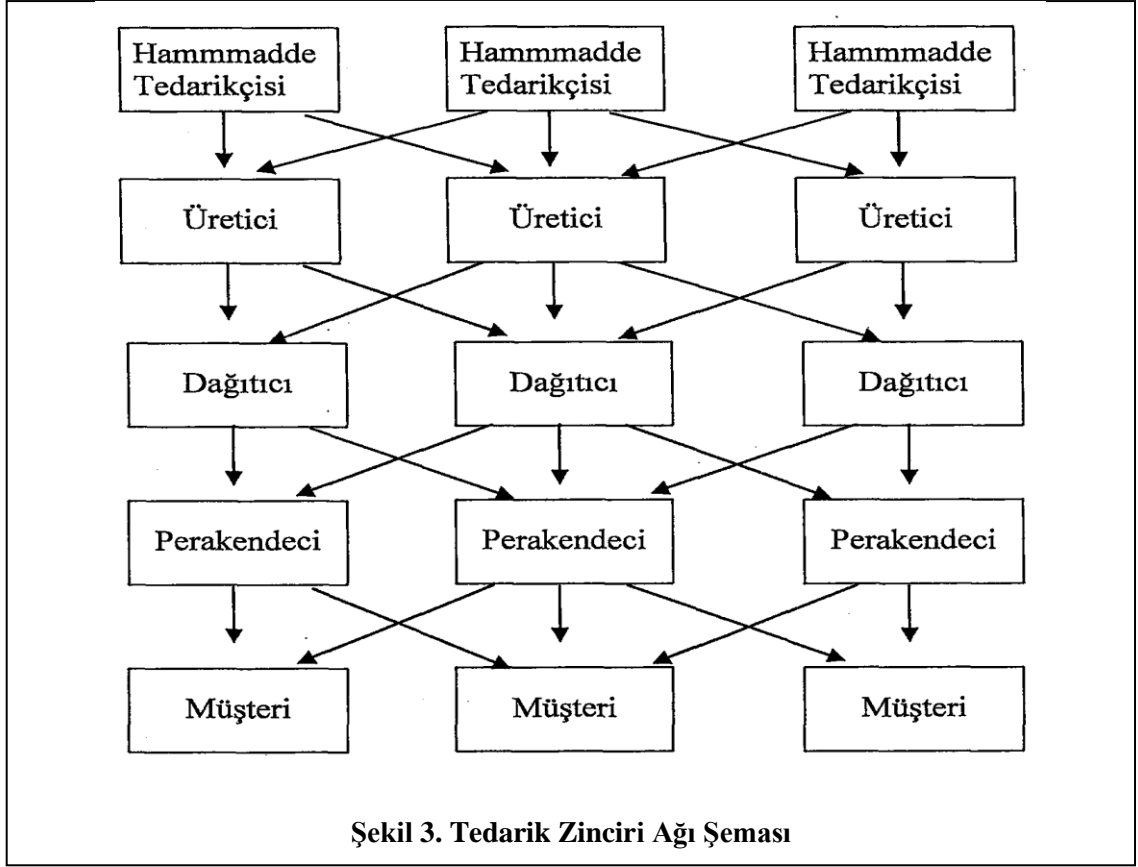 Hammmadde Hammmadde Hammmadde
Tedarikçisi Tedarikçisi Tedarikçisi
Üretici Üretici Üretici
Dağıtıcı Dağıtıcı Dağıtıcı
Perakendeci Perakendeci Perakendeci
Müşteri Müşteri Müşteri
Şekil 3. Tedarik Zinciri Ağı Şeması